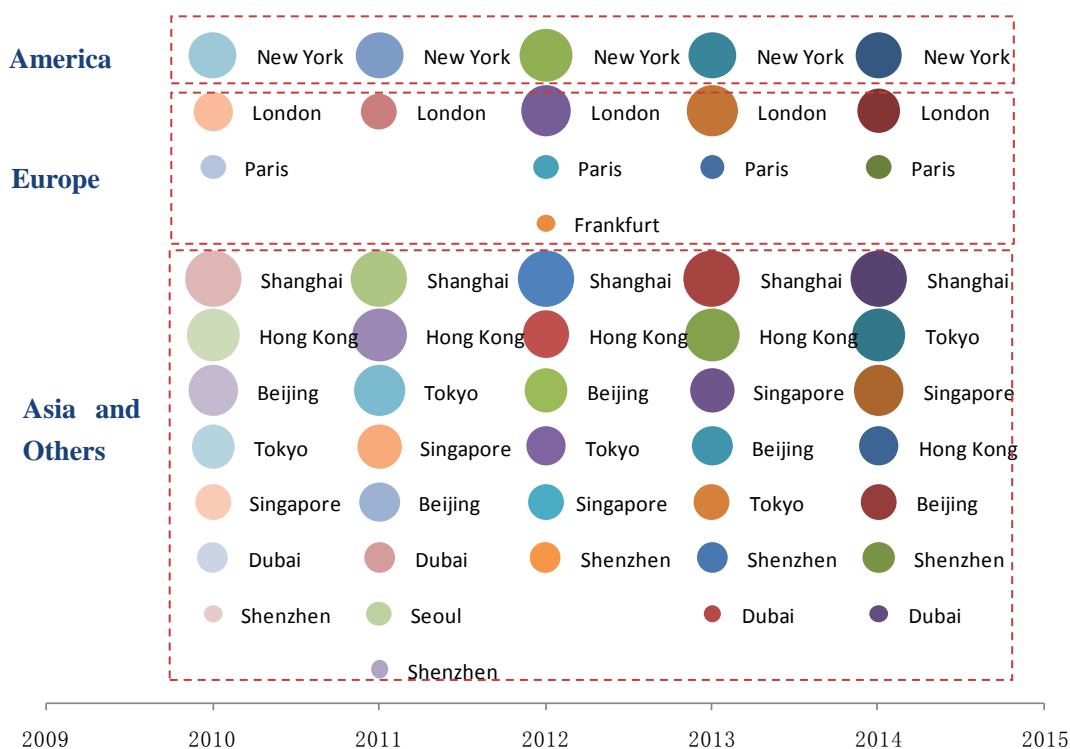 America
New York New York New York New York New York
London London London London London
Europe
Paris Paris Paris Paris
Frankfurt
Shanghai Shanghai Shanghai Shanghai Shanghai
Hong Kong Hong Kong Hong Kong Hong Kong Tokyo
Beijing Tokyo Beijing Singapore Singapore
Asia and
Others
Tokyo Singapore Tokyo Beijing Hong Kong
Singapore Beijing Singapore Tokyo Beijing
Dubai Dubai Shenzhen Shenzhen Shenzhen
Shenzhen Seoul Dubai Dubai
Shenzhen
2009 2010 2011 2012 2013 2014 2015